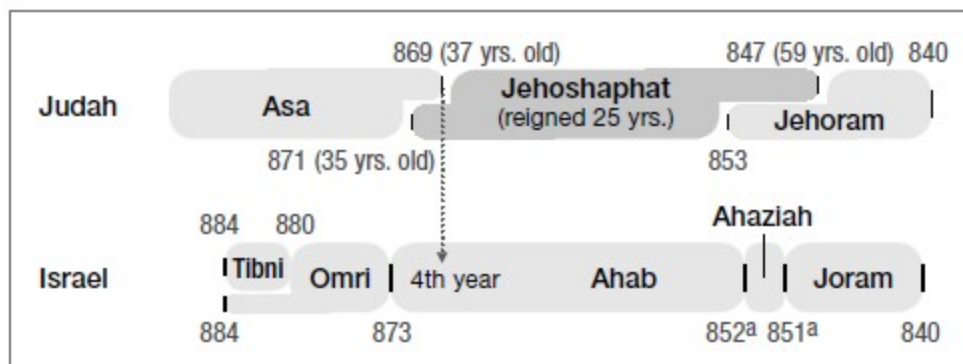 869 (37 yrs. old) 847 (59 yrs. old) 840
Judah Asa Jehoshaphat
(reigned 25 yrs.) Jehoram
871 (35 yrs. old) 853
Ahaziah
884 880
Israel Tibni Omri 4th year Ahab Joram
884 873 852ª 851ª 840